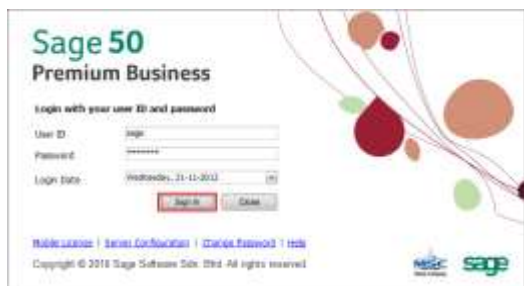 Sage 50
Premium Business
Login with your user ID and password
User ID sage
Password ********
Login Date Wednesday, 21-11-2012
Sign In Close
Mobile License | Server Configuration | Change Password | Help
Copyright © 2010 Sage Software Sdn. Bhd. All rights reserved.
MSC sage